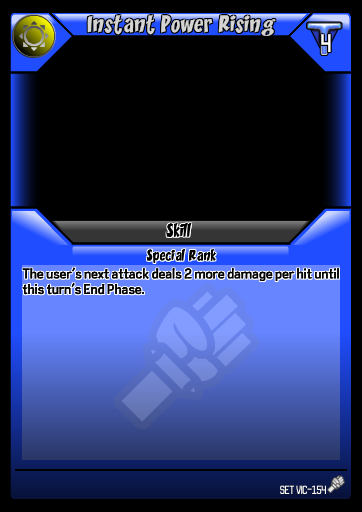 Instant Power Rising
4
Skill
Special Rank
The user's next attack deals 2 more damage per hit until
this turn's End Phase.
SET VIC-154